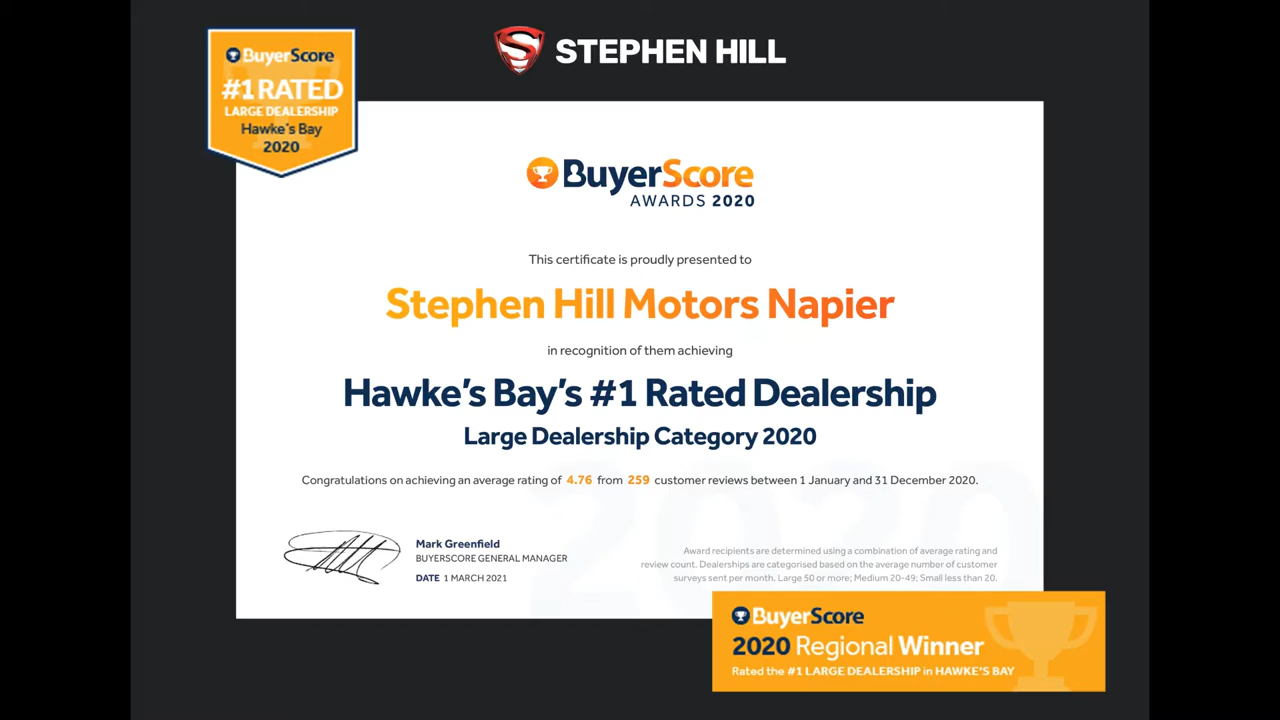 BuyerScore
#1 RATED
LARGE DEALERSHIP
Hawke's Bay
2020
STEPHEN HILL
BuyerScore
AWARDS 2020
This certificate is proudly presented to
Stephen Hill Motors Napier
in recognition of them achieving
Hawke's Bay's #1 Rated Dealership
Large Dealership Category 2020
Congratulations on achieving an average rating of 4.76 from 259 customer reviews between 1 January and 31 December 2020.
2020
Mark Greenfield
BUYERSCORE GENERAL MANAGER
DATE 1 MARCH 2021
Award recipients are determined using a combination of average rating and
review count. Dealerships are categorised based on the average number of customer
surveys sent per month. Large 50 or more; Medium 20-49; Small less than 20.
BuyerScore
2020 Regional Winner
Rated the #1 LARGE DEALERSHIP in HAWKE'S BAY